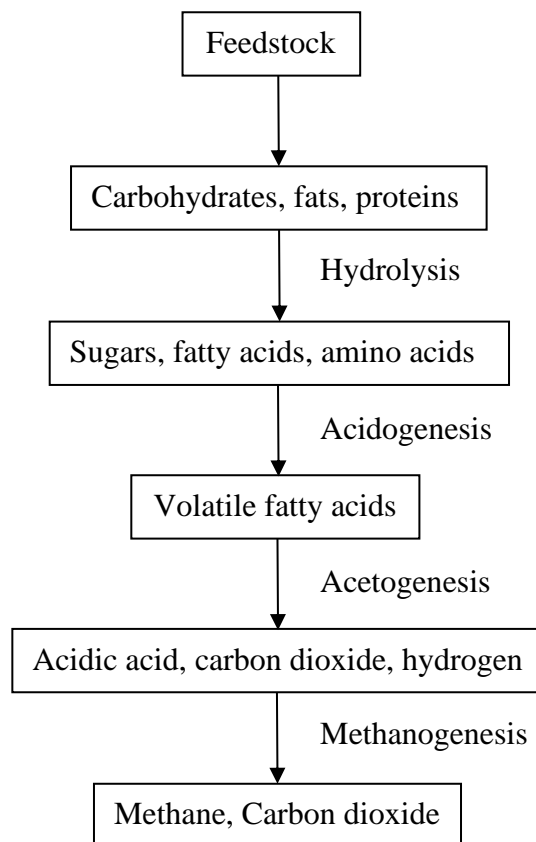 Feedstock
Carbohydrates, fats, proteins
Hydrolysis
Sugars, fatty acids, amino acids
Acidogenesis
Volatile fatty acids
Acetogenesis
Acidic acid, carbon dioxide, hydrogen
Methanogenesis
Methane, Carbon dioxide